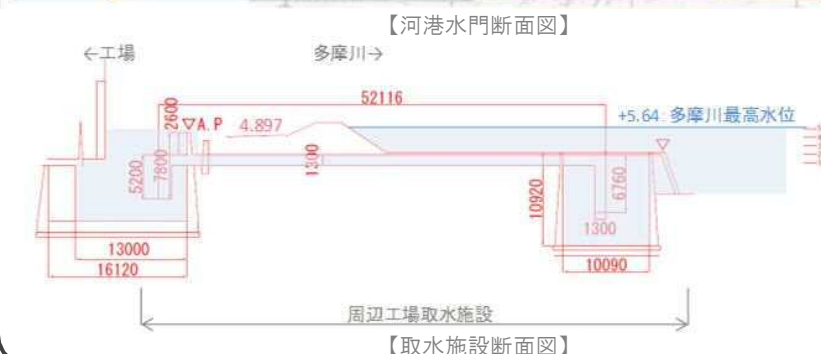 【河港水門断面図】
←工場
多摩川→
52116
+5.64 多摩川最高水位
2600
▽A.P 4.897
5200
7800
1300
10920
6760
1300
13000
16120
10090
周辺工場取水施設
【取水施設断面図】